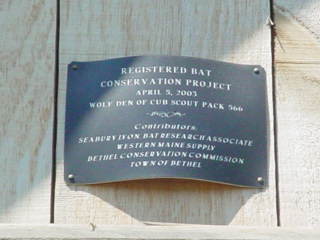 REGISTERED BAT
CONSERVATION PROJECT
APRIL 5, 2003
WOLF DEN OF CUB SCOUT PACK 566
Contributors:
SEABURY LYON, BAT RESEARCH ASSOCIATE
WESTERN MAINE SUPPLY
BETHEL CONSERVATION COMMISSION
TOWN OF BETHEL